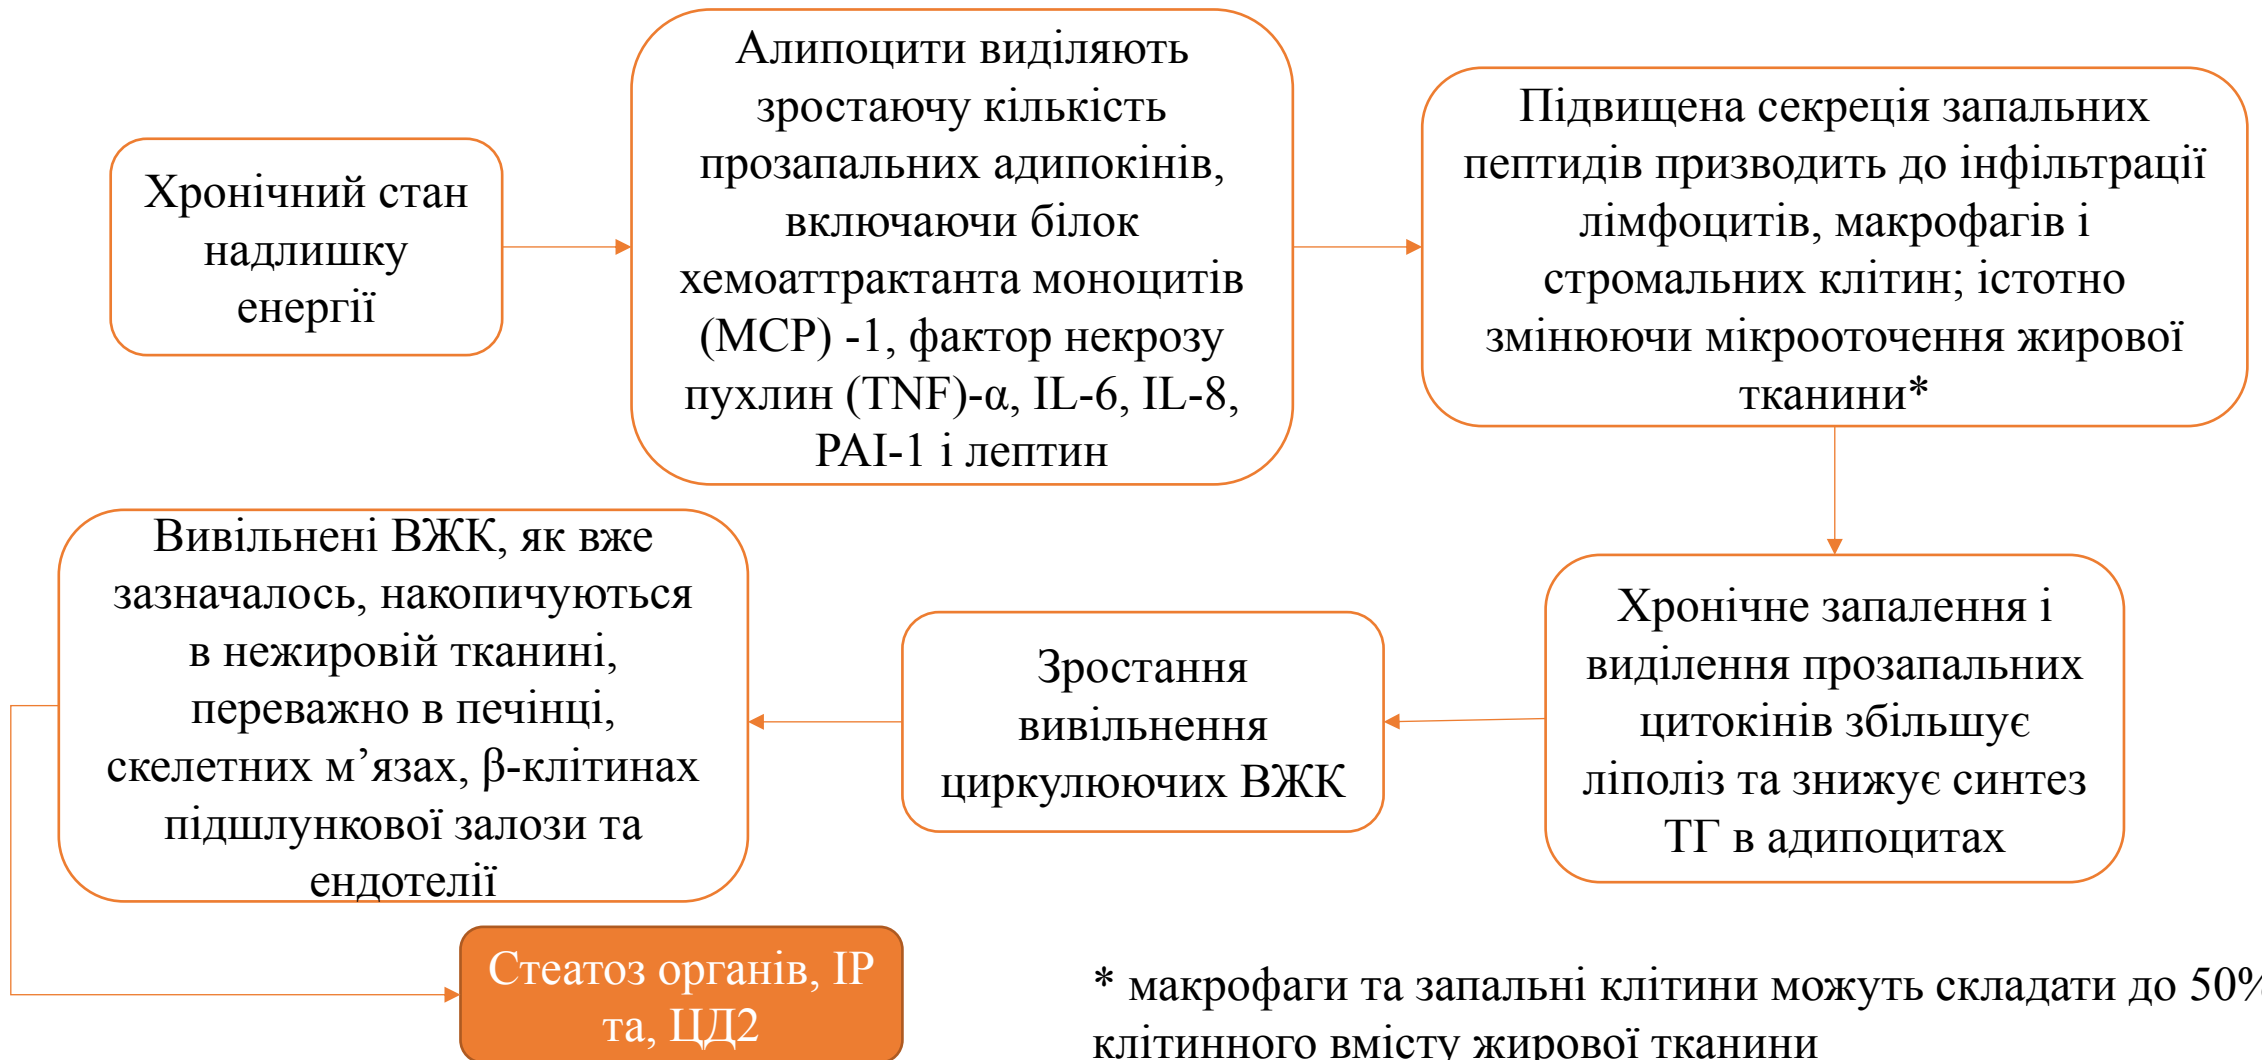 Хронічний стан
надлишку
енергії
Алипоцити виділяють
зростаючу кількість
прозапальних адипокінів,
включаючи білок
хемоаттрактанта моноцитів
(МСР) -1, фактор некрозу
пухлин (TNF)-α, IL-6, IL-8,
PAI-1 і лептин
Підвищена секреція запальних
пептидів призводить до інфільтрації
лімфоцитів, макрофагів і
стромальних клітин; істотно
змінюючи мікрооточення жирової
тканини*
Хронічне запалення і
виділення прозапальних
цитокінів збільшує
ліполіз та знижує синтез
ТГ в адипоцитах
Зростання
вивільнення
циркулюючих ВЖК
Вивільнені ВЖК, як вже
зазначалось, накопичуються
в нежировій тканині,
переважно в печінці,
скелетних м’язах, β-клітинах
підшлункової залози та
ендотелії
Стеатоз органів, ІР
та, ЦД2
* макрофаги та запальні клітини можуть складати до 50%
клітинного вмісту жирової тканини